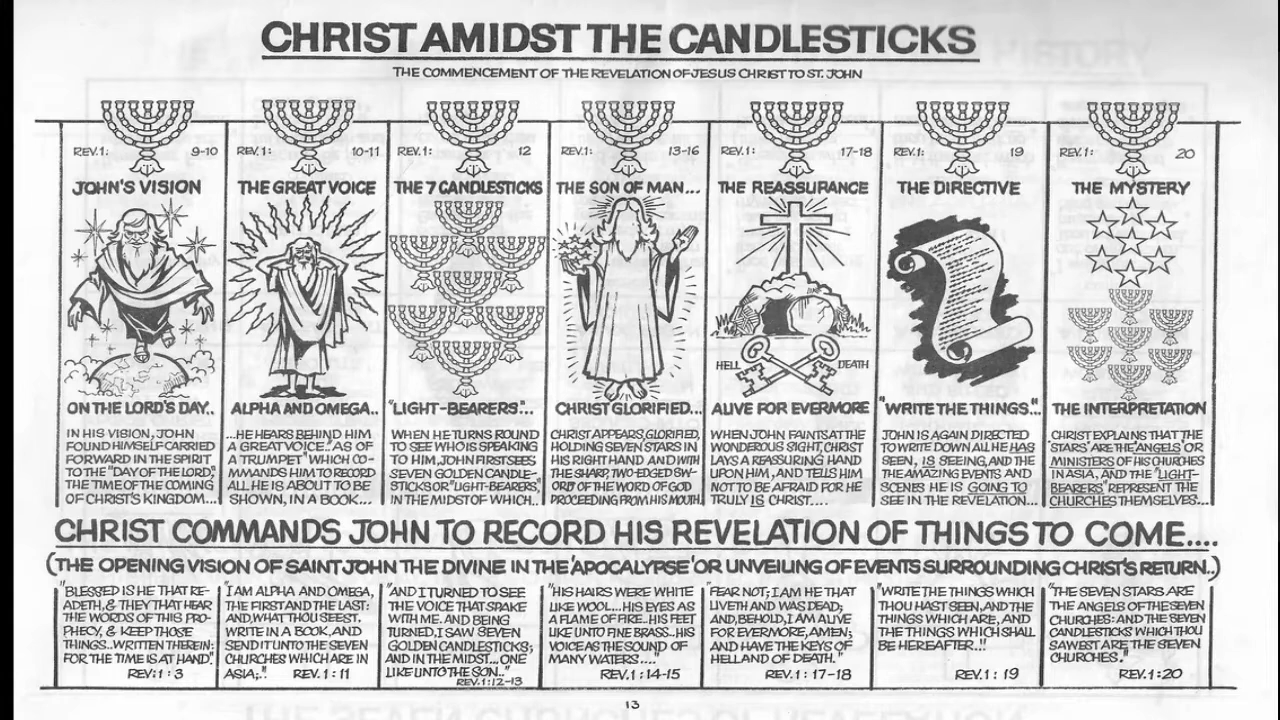 CHRIST AMIDST THE CANDLESTICKS
THE COMMENCEMENT OF THE REVELATION OF JESUS CHRIST TO ST. JOHN
REV.1: 9-10
JOHN'S VISION
ON THE LORD'S DAY..
IN HIS VISION, JOHN
FOUND HIMSELF CARRIED
FORWARD IN THE SPIRIT
TO THE "DAY OF THE LORD,"
THE TIME OF THE COMING
OF CHRIST'S KINGDOM...
REV.1: 10-11
THE GREAT VOICE
ALPHA AND OMEGA..
...HE HEARS BEHIND HIM
A GREAT VOICE "AS OF
A TRUMPET" WHICH CO-
MMANDS HIM TO RECORD
ALL HE IS ABOUT TO BE
SHOWN, IN A BOOK...
REV.1: 12
THE 7 CANDLESTICKS
"LIGHT-BEARERS"...
WHEN HE TURNS ROUND
TO SEE WHO IS SPEAKING
TO HIM, JOHN FIRST SEES
SEVEN GOLDEN CANDLE-
STICKS OR "LIGHT-BEARERS,"
IN THE MIDST OF WHICH..
REV.1: 13-16
THE SON OF MAN...
CHRIST GLORIFIED...
CHRIST APPEARS, GLORIFIED,
HOLDING SEVEN STARS IN
HIS RIGHT HAND AND WITH
THE SHARP, TWO EDGED SW-
ORD OF THE WORD OF GOD
PROCEEDING FROM HIS MOUTH.
REV.1: 17-18
THE REASSURANCE
HELL DEATH
ALIVE FOR EVERMORE
WHEN JOHN FAINTS AT THE
WONDEROUS SIGHT, CHRIST
LAYS A REASSURING HAND
UPON HIM, AND TELLS HIM
NOT TO BE AFRAID FOR HE
TRULY IS CHRIST....
REV.1: 19
THE DIRECTIVE
"WRITE THE THINGS.."
JOHN IS AGAIN DIRECTED
TO WRITE DOWN ALL HE HAS
SEEN, IS SEEING, AND THE
THE AMAZING EVENTS AND
SCENES HE IS GOING TO
SEE IN THE REVELATION...
REV.1: 20
THE MYSTERY
THE INTERPRETATION
CHRIST EXPLAINS THAT THE
'STARS' ARE THE 'ANGELS' OR
MINISTERS OF HIS CHURCHES
IN ASIA, AND THE "LIGHT
BEARERS" REPRESENT THE
CHURCHES THEMSELVES...
CHRIST COMMANDS JOHN TO RECORD HIS REVELATION OF THINGS TO COME....
(THE OPENING VISION OF SAINT JOHN THE DIVINE IN THE 'APOCALYPSE' OR UNVEILING OF EVENTS SURROUNDING CHRIST'S RETURN..)
"BLESSED IS HE THAT RE-
ADETH, & THEY THAT HEAR
THE WORDS OF THIS PRO-
PHECY, & KEEP THOSE
THINGS..WRITTEN THEREIN:
FOR THE TIME IS AT HAND."
REV: 1 : 3
"I AM ALPHA AND OMEGA,
THE FIRST AND THE LAST:
AND, WHAT THOU SEEST,
WRITE IN A BOOK, AND
SEND IT UNTO THE SEVEN
CHURCHES WHICH ARE IN
ASIA;." REV. 1 : 11
"AND I TURNED TO SEE
THE VOICE THAT SPAKE
WITH ME. AND BEING
TURNED, I SAW SEVEN
GOLDEN CANDLESTICKS;
AND IN THE MIDST...ONE
LIKE UNTO THE SON.."
REV.1:12-13
"HIS HAIRS WERE WHITE
LIKE WOOL...HIS EYES AS
A FLAME OF FIRE..HIS FEET
LIKE UNTO FINE BRASS..HIS
VOICE AS THE SOUND OF
MANY WATERS ...."
REV.1:14-15
"FEAR NOT; I AM HE THAT
LIVETH AND WAS DEAD;
AND, BEHOLD, I AM ALIVE
FOR EVERMORE, AMEN;
AND HAVE THE KEYS OF
HELL AND OF DEATH."
REV.1:17-18
"WRITE THE THINGS WHICH
THOU HAST SEEN, AND THE
THINGS WHICH ARE, AND
THE THINGS WHICH SHALL
BE HEREAFTER..!!
REV. 1: 19
"THE SEVEN STARS ARE
THE ANGELS OF THE SEVEN
CHURCHES: AND THE SEVEN
CANDLESTICKS WHICH THOU
SAWEST ARE THE SEVEN
CHURCHES."
REV.1:20
13